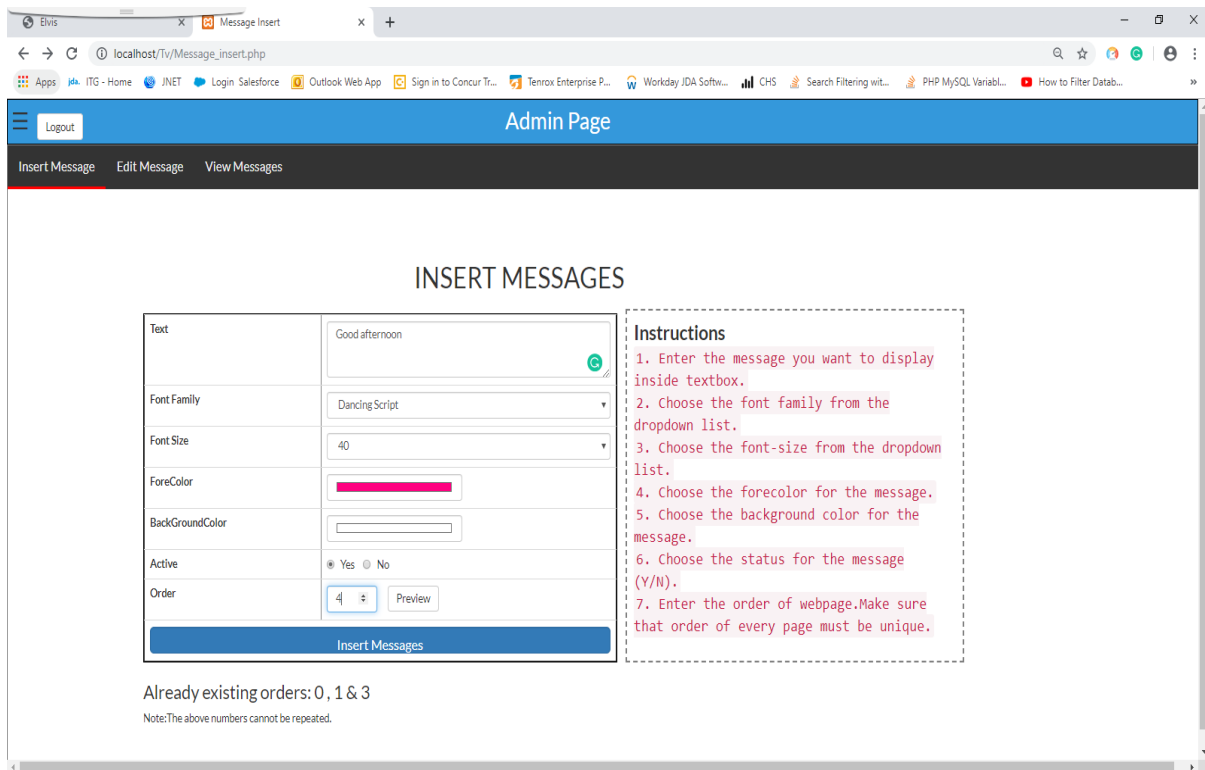 Elvis X Message Insert × +
localhost/Tv/Message_insert.php
Apps jda. ITG - Home JNET Login Salesforce Outlook Web App Sign in to Concur Tr... Tenrox Enterprise P... Workday JDA Softw... CHS Search Filtering wit... PHP MySQL Variabl... How to Filter Datab... »
Logout Admin Page
Insert Message Edit Message View Messages
INSERT MESSAGES
Text Good afternoon
Font Family Dancing Script
Font Size 40
ForeColor
BackGroundColor
Active Yes No
Order 4 Preview
Insert Messages
Instructions
1. Enter the message you want to display
inside textbox.
2. Choose the font family from the
dropdown list.
3. Choose the font-size from the dropdown
list.
4. Choose the forecolor for the message.
5. Choose the background color for the
message.
6. Choose the status for the message
(Y/N).
7. Enter the order of webpage.Make sure
that order of every page must be unique.
Already existing orders: 0 , 1 & 3
Note:The above numbers cannot be repeated.